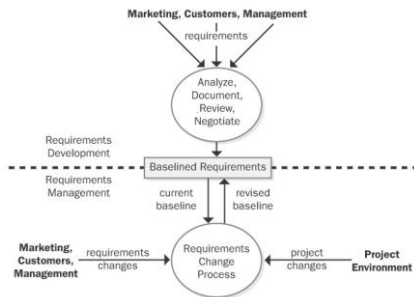 Marketing, Customers, Management
requirements
Analyze,
Document,
Review,
Negotiate
Requirements
Development
Baselined Requirements
Requirements
Management
current
baseline
revised
baseline
Marketing,
Customers,
Management
requirements
changes
Requirements
Change
Process
project
changes
Project
Environment